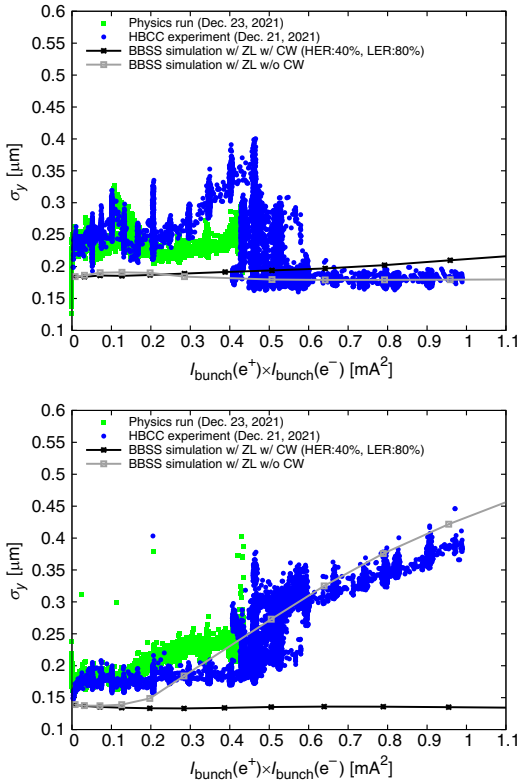 Physics run (Dec. 23, 2021)
HBCC experiment (Dec. 21, 2021)
BBSS simulation w/ ZL w/ CW (HER:40%, LER:80%)
BBSS simulation w/ ZL w/o CW
0.6
0.55
0.5
0.45
0.4
0.35
0.3
0.25
0.2
0.15
0.1
σy [μm]
0 0.1 0.2 0.3 0.4 0.5 0.6 0.7 0.8 0.9 1 1.1
Ibunch(e+)×Ibunch(e−) [mA2]
Physics run (Dec. 23, 2021)
HBCC experiment (Dec. 21, 2021)
BBSS simulation w/ ZL w/ CW (HER:40%, LER:80%)
BBSS simulation w/ ZL w/o CW
0.6
0.55
0.5
0.45
0.4
0.35
0.3
0.25
0.2
0.15
0.1
σy [μm]
0 0.1 0.2 0.3 0.4 0.5 0.6 0.7 0.8 0.9 1 1.1
Ibunch(e+)×Ibunch(e−) [mA2]